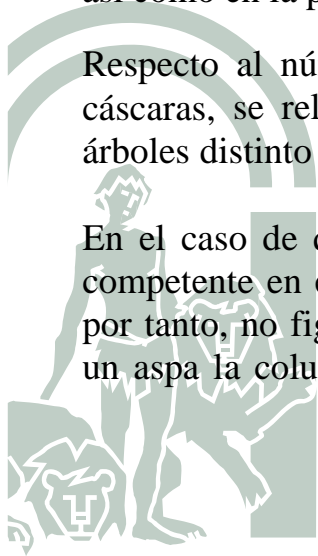 así como en la p
Respecto al nú
cáscaras, se rel
árboles distinto
En el caso de
competente en
por tanto, no fig
un aspa la colu